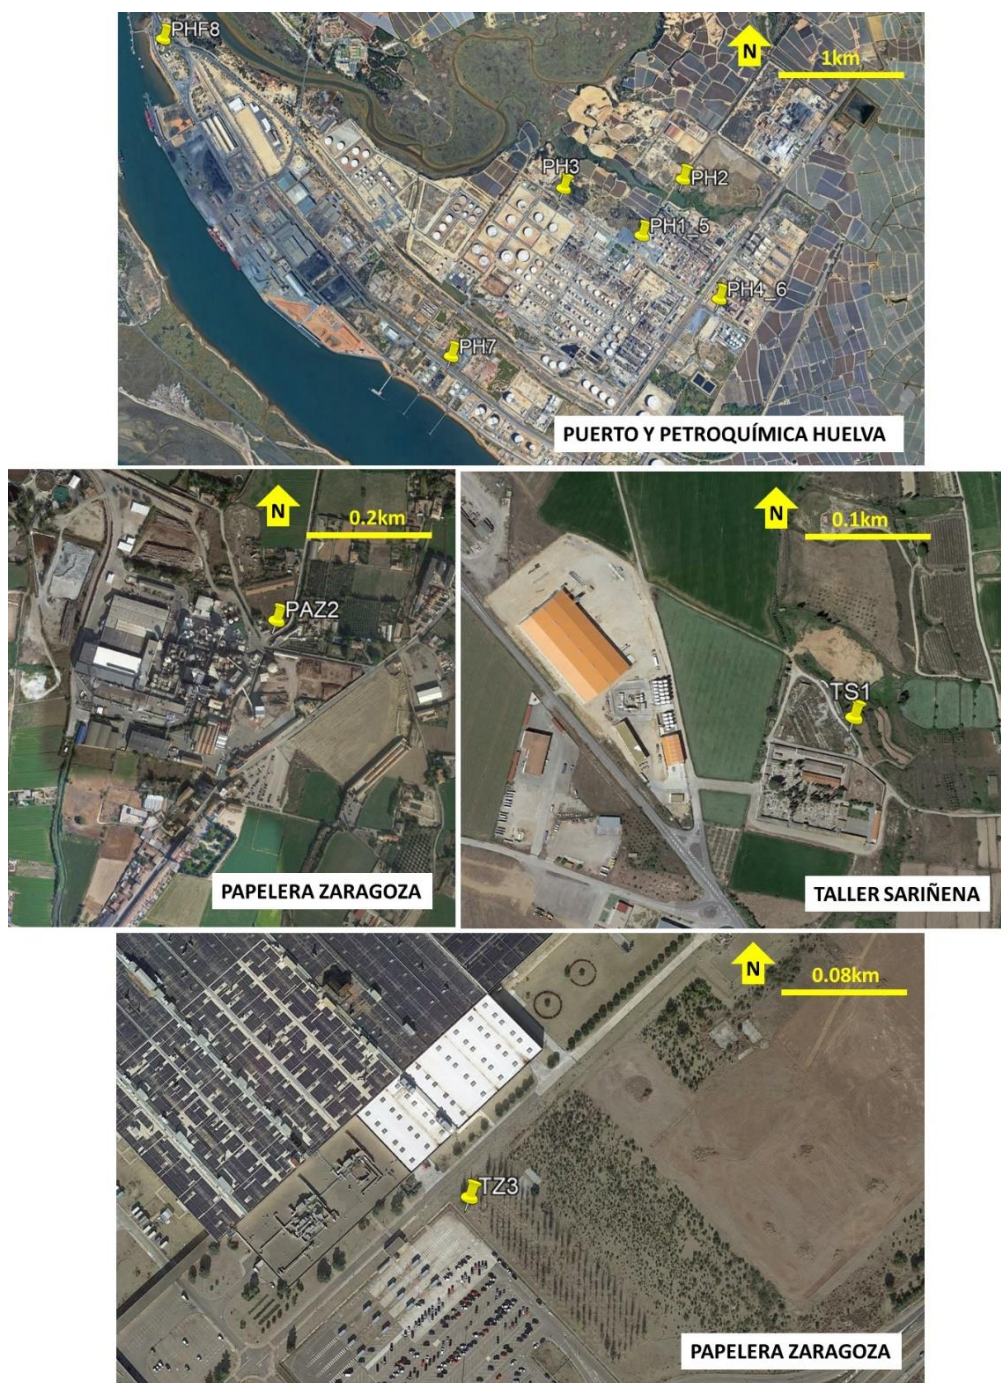 PHF8
N
1km
PH3
PH2
PH1_5
PH4_6
PH7
PUERTO Y PETROQUÍMICA HUELVA
N
0.2km
PAZ2
PAPELERA ZARAGOZA
N
0.1km
TS1
TALLER SARIÑENA
N
0.08km
TZ3
PAPELERA ZARAGOZA